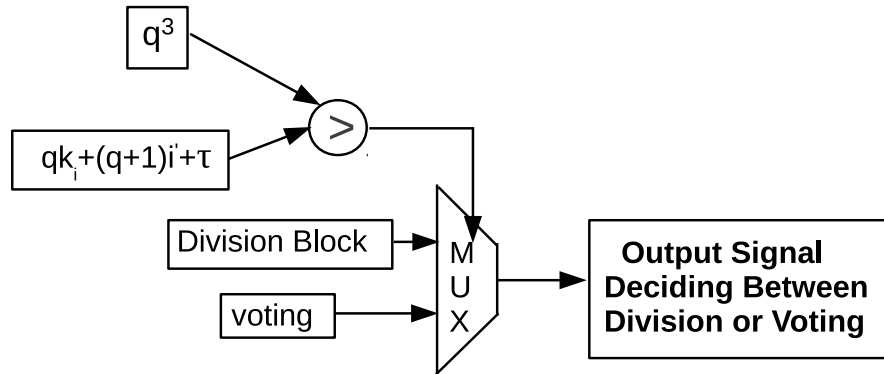 q³
>
qkᵢ+(q+1)i'+τ
Division Block
voting
M
U
X
Output Signal
Deciding Between
Division or Voting